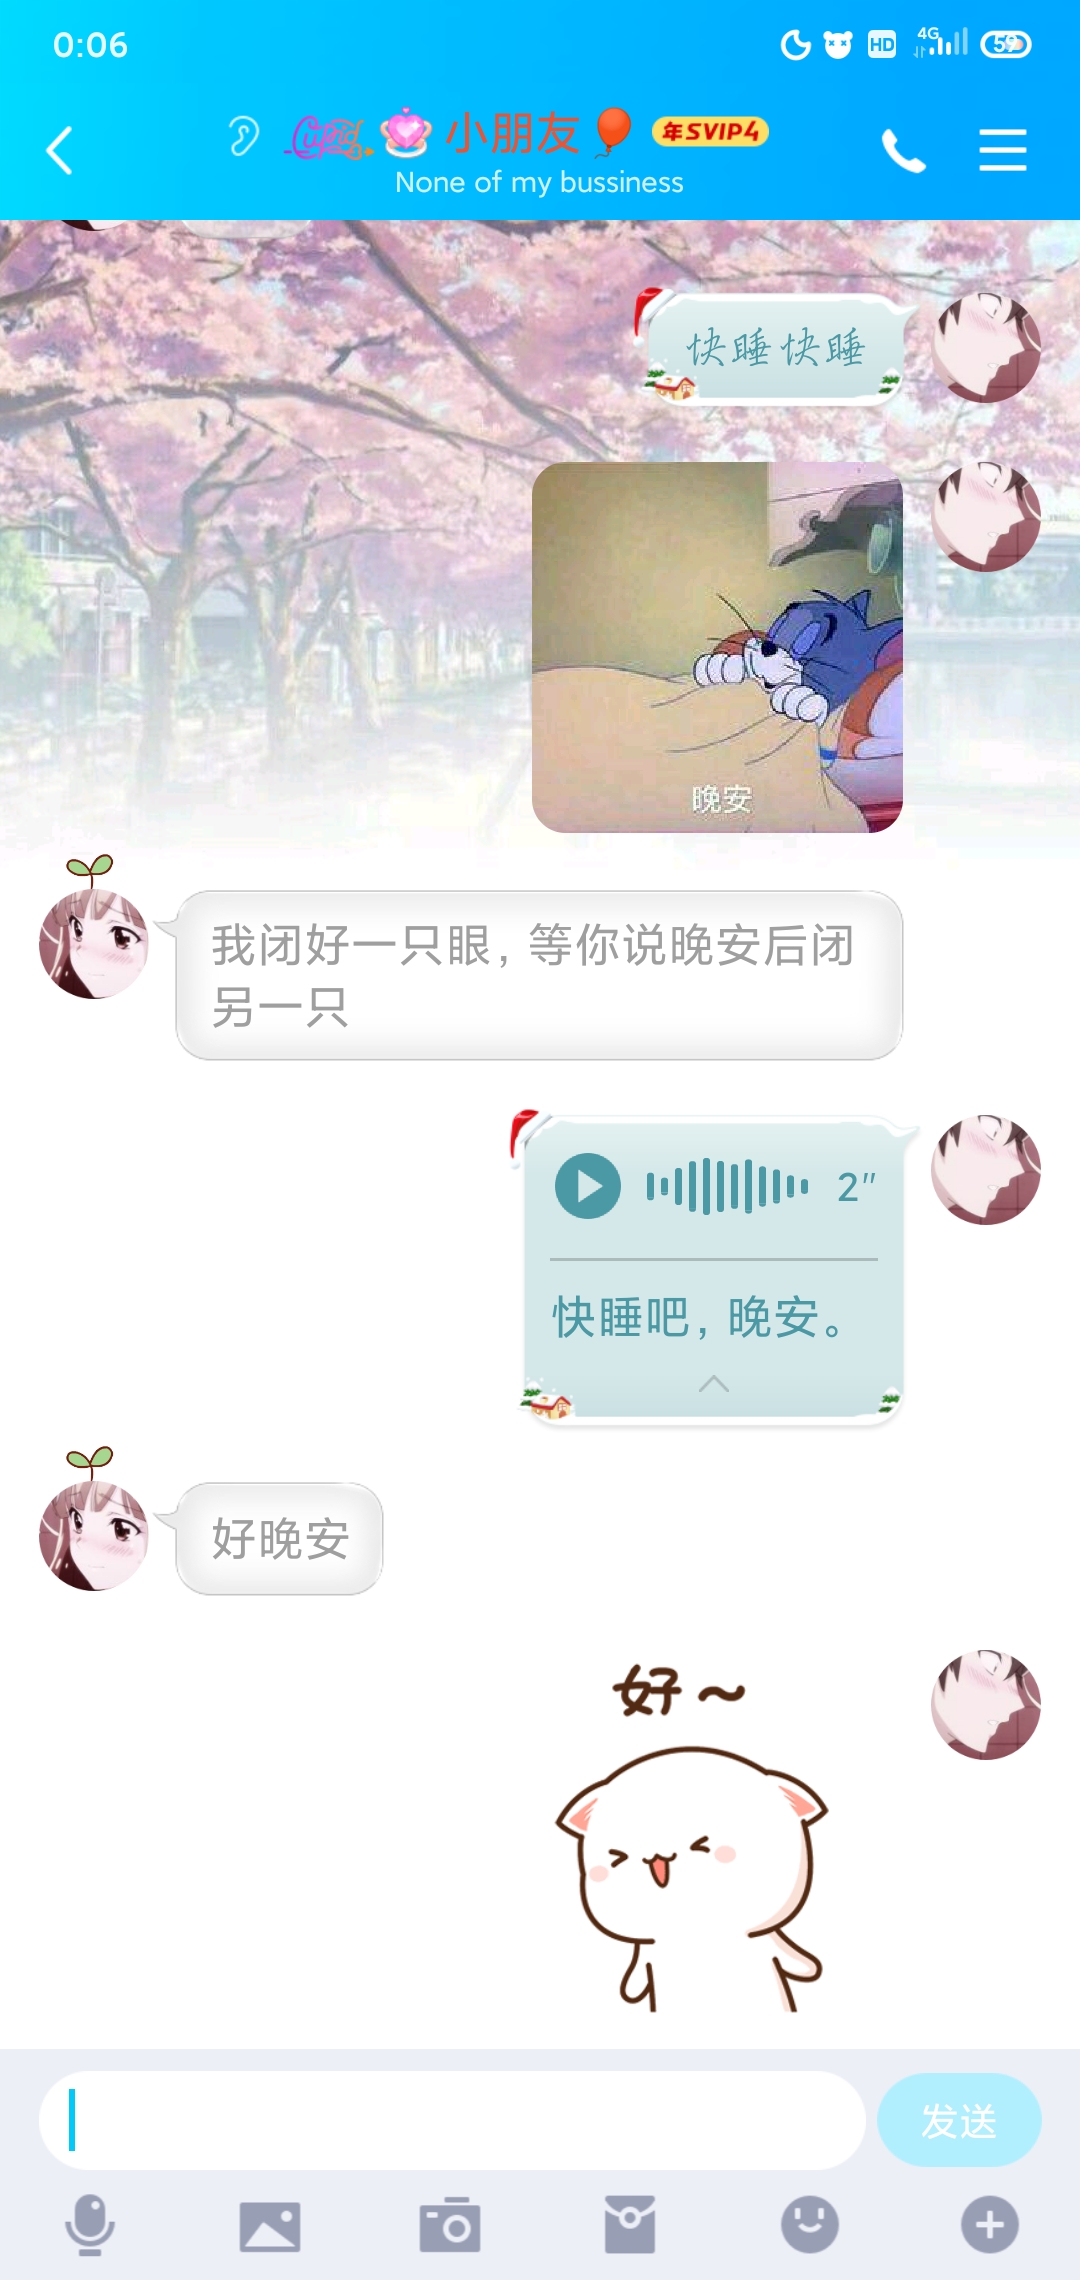 0:06
HD 4G 59
Cupid 小朋友 年SVIP4
None of my bussiness
快睡快睡
晚安
我闭好一只眼，等你说晚安后闭
另一只
2″
快睡吧，晚安。
好晚安
好～
发送